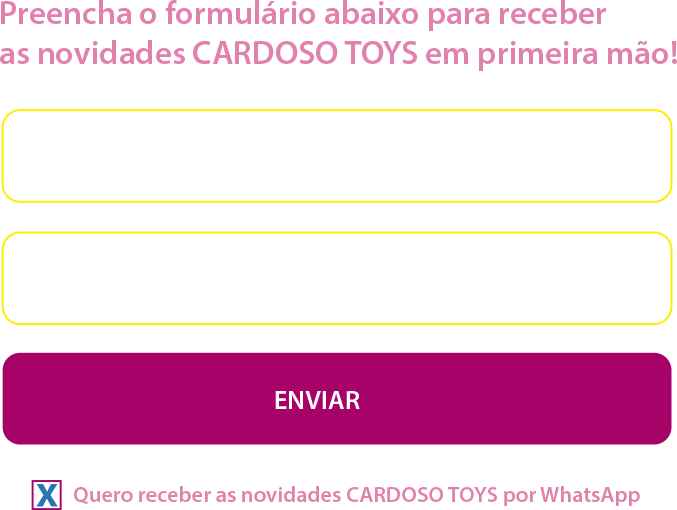 Preencha o formulário abaixo para receber
as novidades CARDOSO TOYS em primeira mão!
ENVIAR
X Quero receber as novidades CARDOSO TOYS por WhatsApp